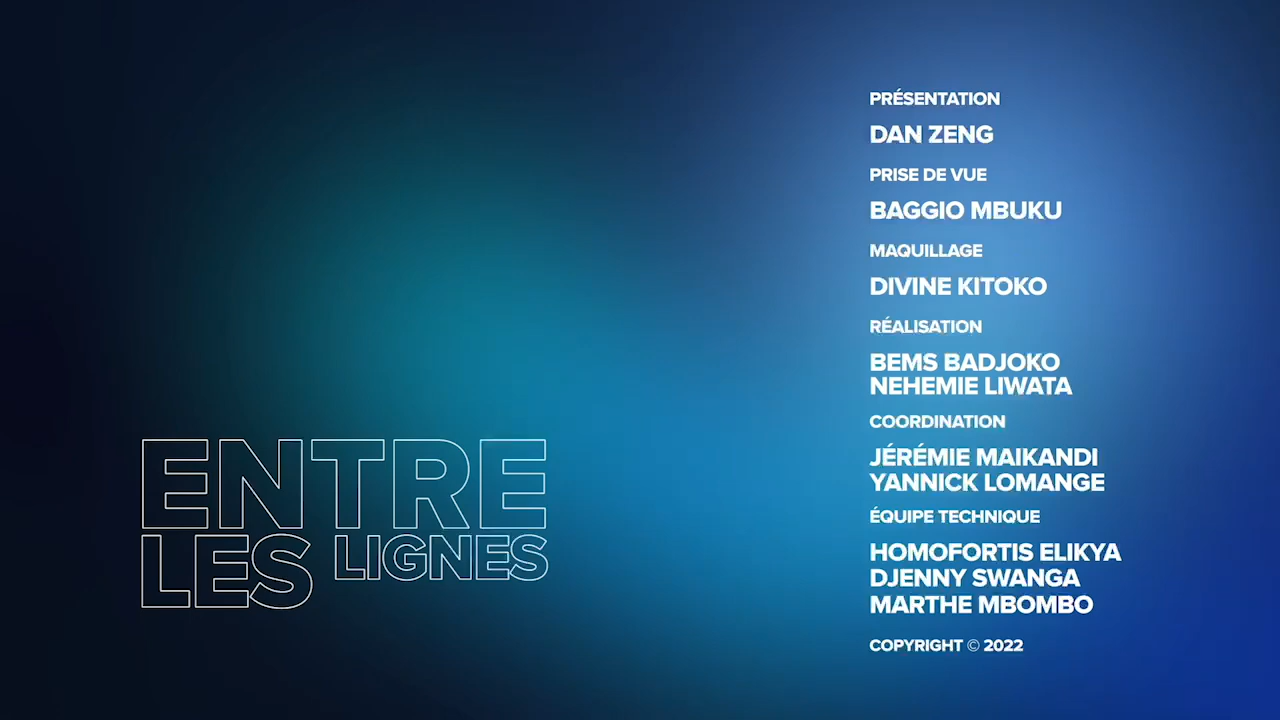 ENTRE
LES LIGNES
PRÉSENTATION
DAN ZENG
PRISE DE VUE
BAGGIO MBUKU
MAQUILLAGE
DIVINE KITOKO
RÉALISATION
BEMS BADJOKO
NEHEMIE LIWATA
COORDINATION
JÉRÉMIE MAIKANDI
YANNICK LOMANGE
ÉQUIPE TECHNIQUE
HOMOFORTIS ELIKYA
DJENNY SWANGA
MARTHE MBOMBO
COPYRIGHT © 2022